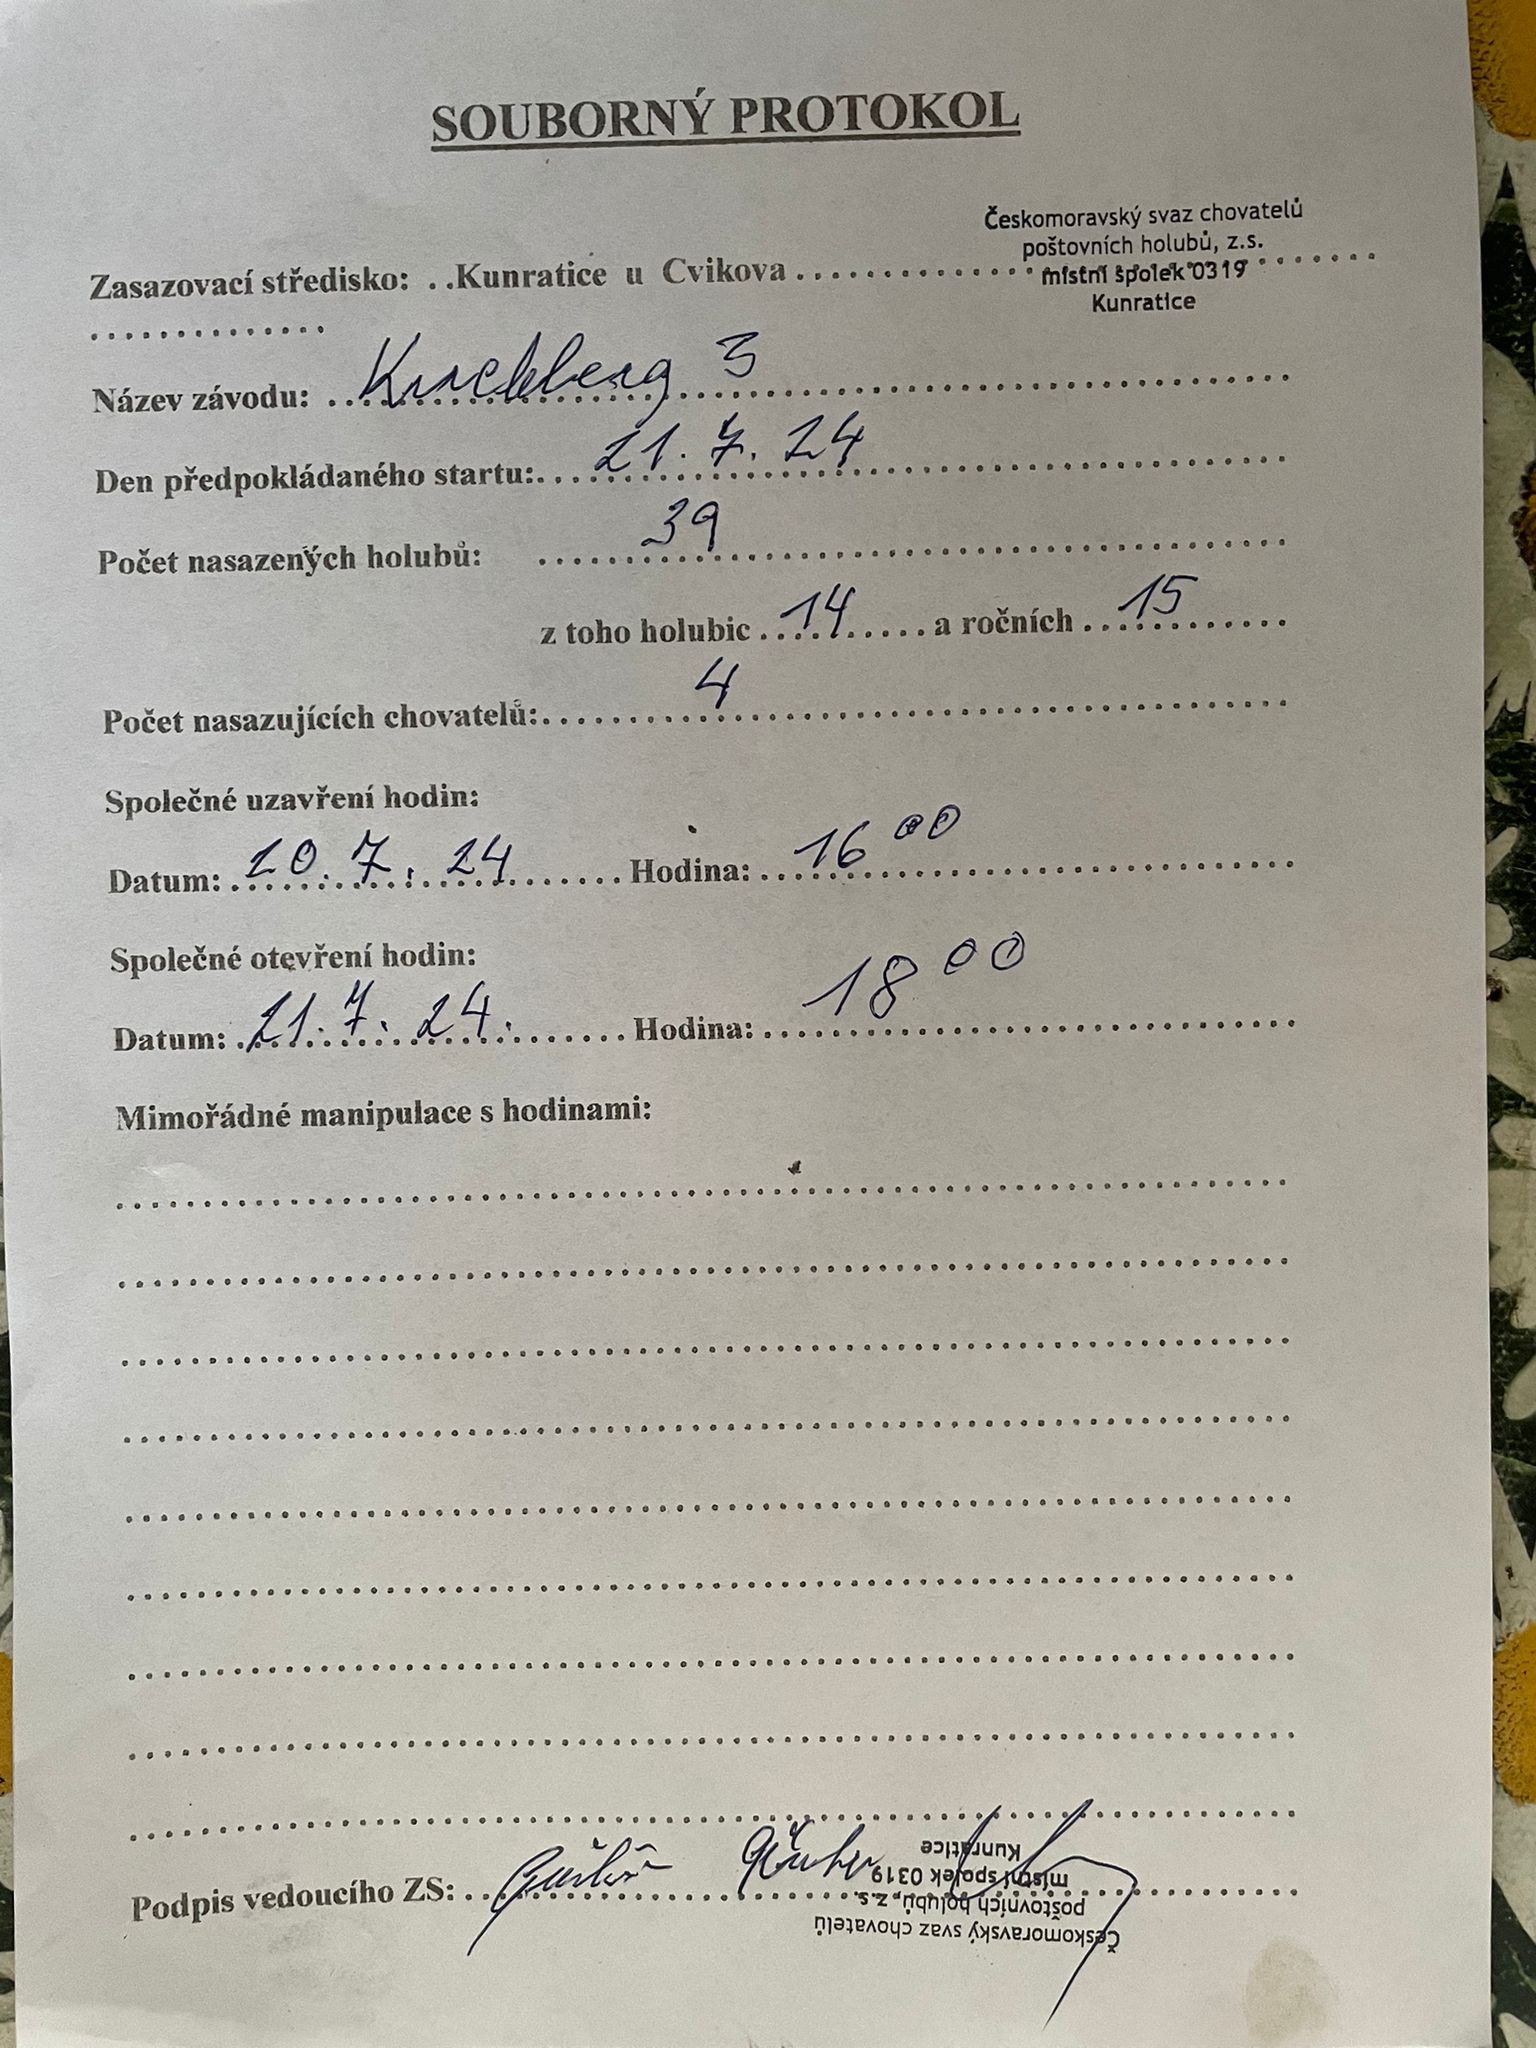 SOUBORNÝ PROTOKOL
Českomoravský svaz chovatelů
poštovních holubů, z.s.
místní spolek 0319
Kunratice
Zasazovací středisko: ..Kunratice u Cvikova
Název závodu: Kirchberg 3
Den předpokládaného startu: 21.7.24
Počet nasazených holubů: 39
z toho holubic 14 a ročních 15
Počet nasazujících chovatelů: 4
Společné uzavření hodin:
Datum: 20.7.24 Hodina: 16 00
Společné otevření hodin:
Datum: 21.7.24. Hodina: 18 00
Mimořádné manipulace s hodinami:
Podpis vedoucího ZS:
Českomoravský svaz chovatelů
poštovních holubů, z.s.
místní spolek 0319
Kunratice